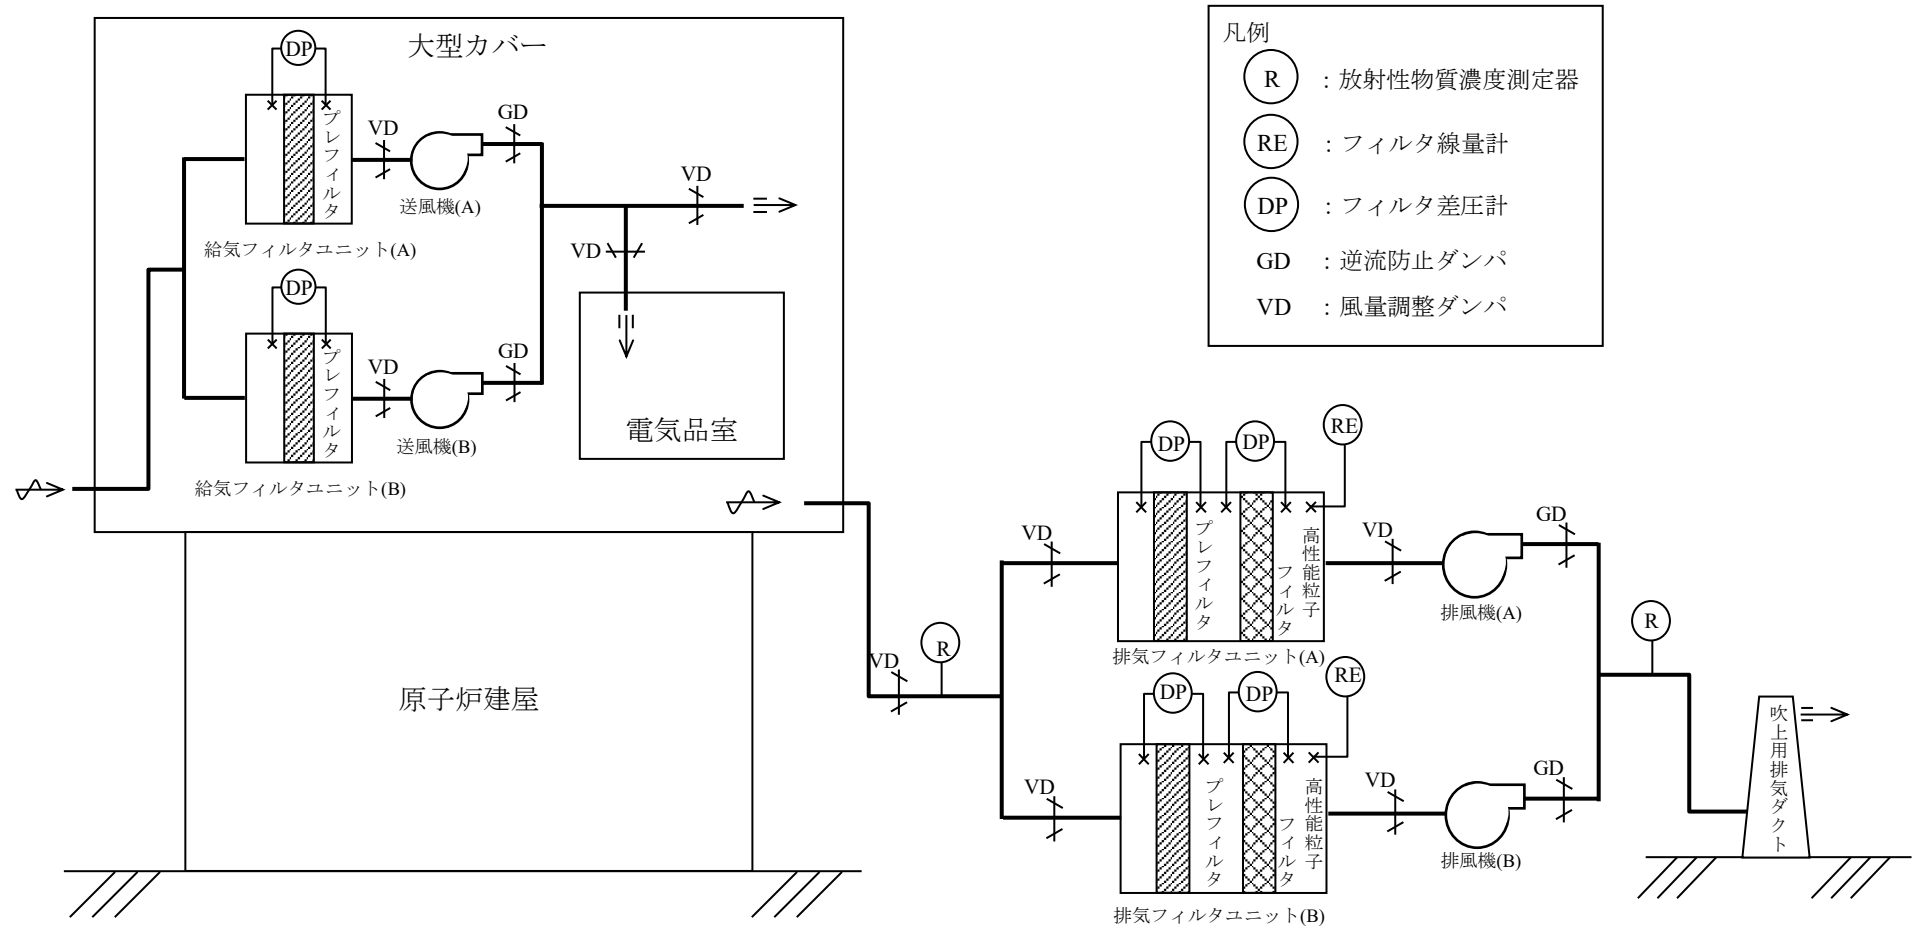 大型カバー
DP
プレフィルタ
VD
GD
送風機(A)
給気フィルタユニット(A)
VD
VD
DP
プレフィルタ
VD
GD
送風機(B)
給気フィルタユニット(B)
電気品室
原子炉建屋
凡例
R :放射性物質濃度測定器
RE :フィルタ線量計
DP :フィルタ差圧計
GD :逆流防止ダンパ
VD :風量調整ダンパ
VD
R
VD
DP
DP
RE
プレフィルタ
高性能粒子
フィルタ
排気フィルタユニット(A)
VD
GD
排風機(A)
VD
DP
DP
RE
プレフィルタ
高性能粒子
フィルタ
排気フィルタユニット(B)
VD
GD
排風機(B)
R
吹上用排気ダクト